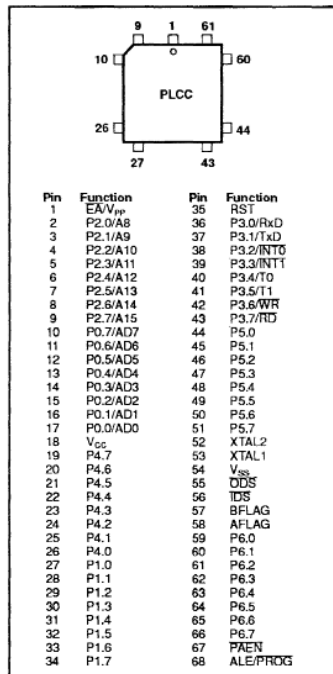 9 1 61
10 60
PLCC
26 44
27 43
Pin Function Pin Function
1 E̅A̅/VPP 35 RST
2 P2.0/A8 36 P3.0/RxD
3 P2.1/A9 37 P3.1/TxD
4 P2.2/A10 38 P3.2/I̅N̅T̅0̅
5 P2.3/A11 39 P3.3/I̅N̅T̅1̅
6 P2.4/A12 40 P3.4/T0
7 P2.5/A13 41 P3.5/T1
8 P2.6/A14 42 P3.6/W̅R̅
9 P2.7/A15 43 P3.7/R̅D̅
10 P0.7/AD7 44 P5.0
11 P0.6/AD6 45 P5.1
12 P0.5/AD5 46 P5.2
13 P0.4/AD4 47 P5.3
14 P0.3/AD3 48 P5.4
15 P0.2/AD2 49 P5.5
16 P0.1/AD1 50 P5.6
17 P0.0/AD0 51 P5.7
18 VCC 52 XTAL2
19 P4.7 53 XTAL1
20 P4.6 54 VSS
21 P4.5 55 O̅D̅S̅
22 P4.4 56 I̅D̅S̅
23 P4.3 57 BFLAG
24 P4.2 58 AFLAG
25 P4.1 59 P6.0
26 P4.0 60 P6.1
27 P1.0 61 P6.2
28 P1.1 62 P6.3
29 P1.2 63 P6.4
30 P1.3 64 P6.5
31 P1.4 65 P6.6
32 P1.5 66 P6.7
33 P1.6 67 P̅A̅E̅N̅
34 P1.7 68 ALE/P̅R̅O̅G̅